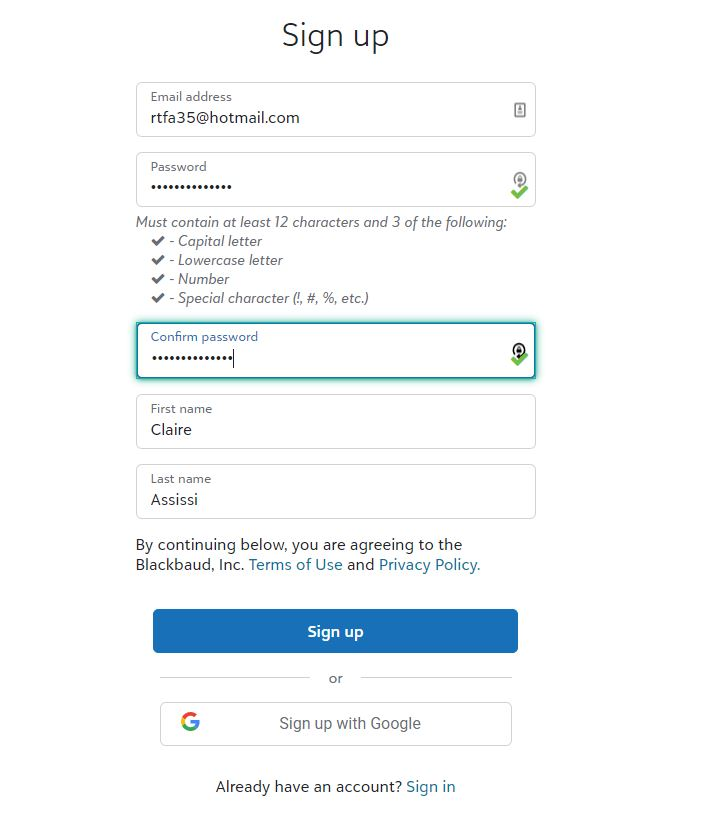 Sign up
Email address
rtfa35@hotmail.com
Password
••••••••••••••
Must contain at least 12 characters and 3 of the following:
✔ - Capital letter
✔ - Lowercase letter
✔ - Number
✔ - Special character (!, #, %, etc.)
Confirm password
••••••••••••••
First name
Claire
Last name
Assissi
By continuing below, you are agreeing to the
Blackbaud, Inc. Terms of Use and Privacy Policy.
Sign up
or
Sign up with Google
Already have an account? Sign in